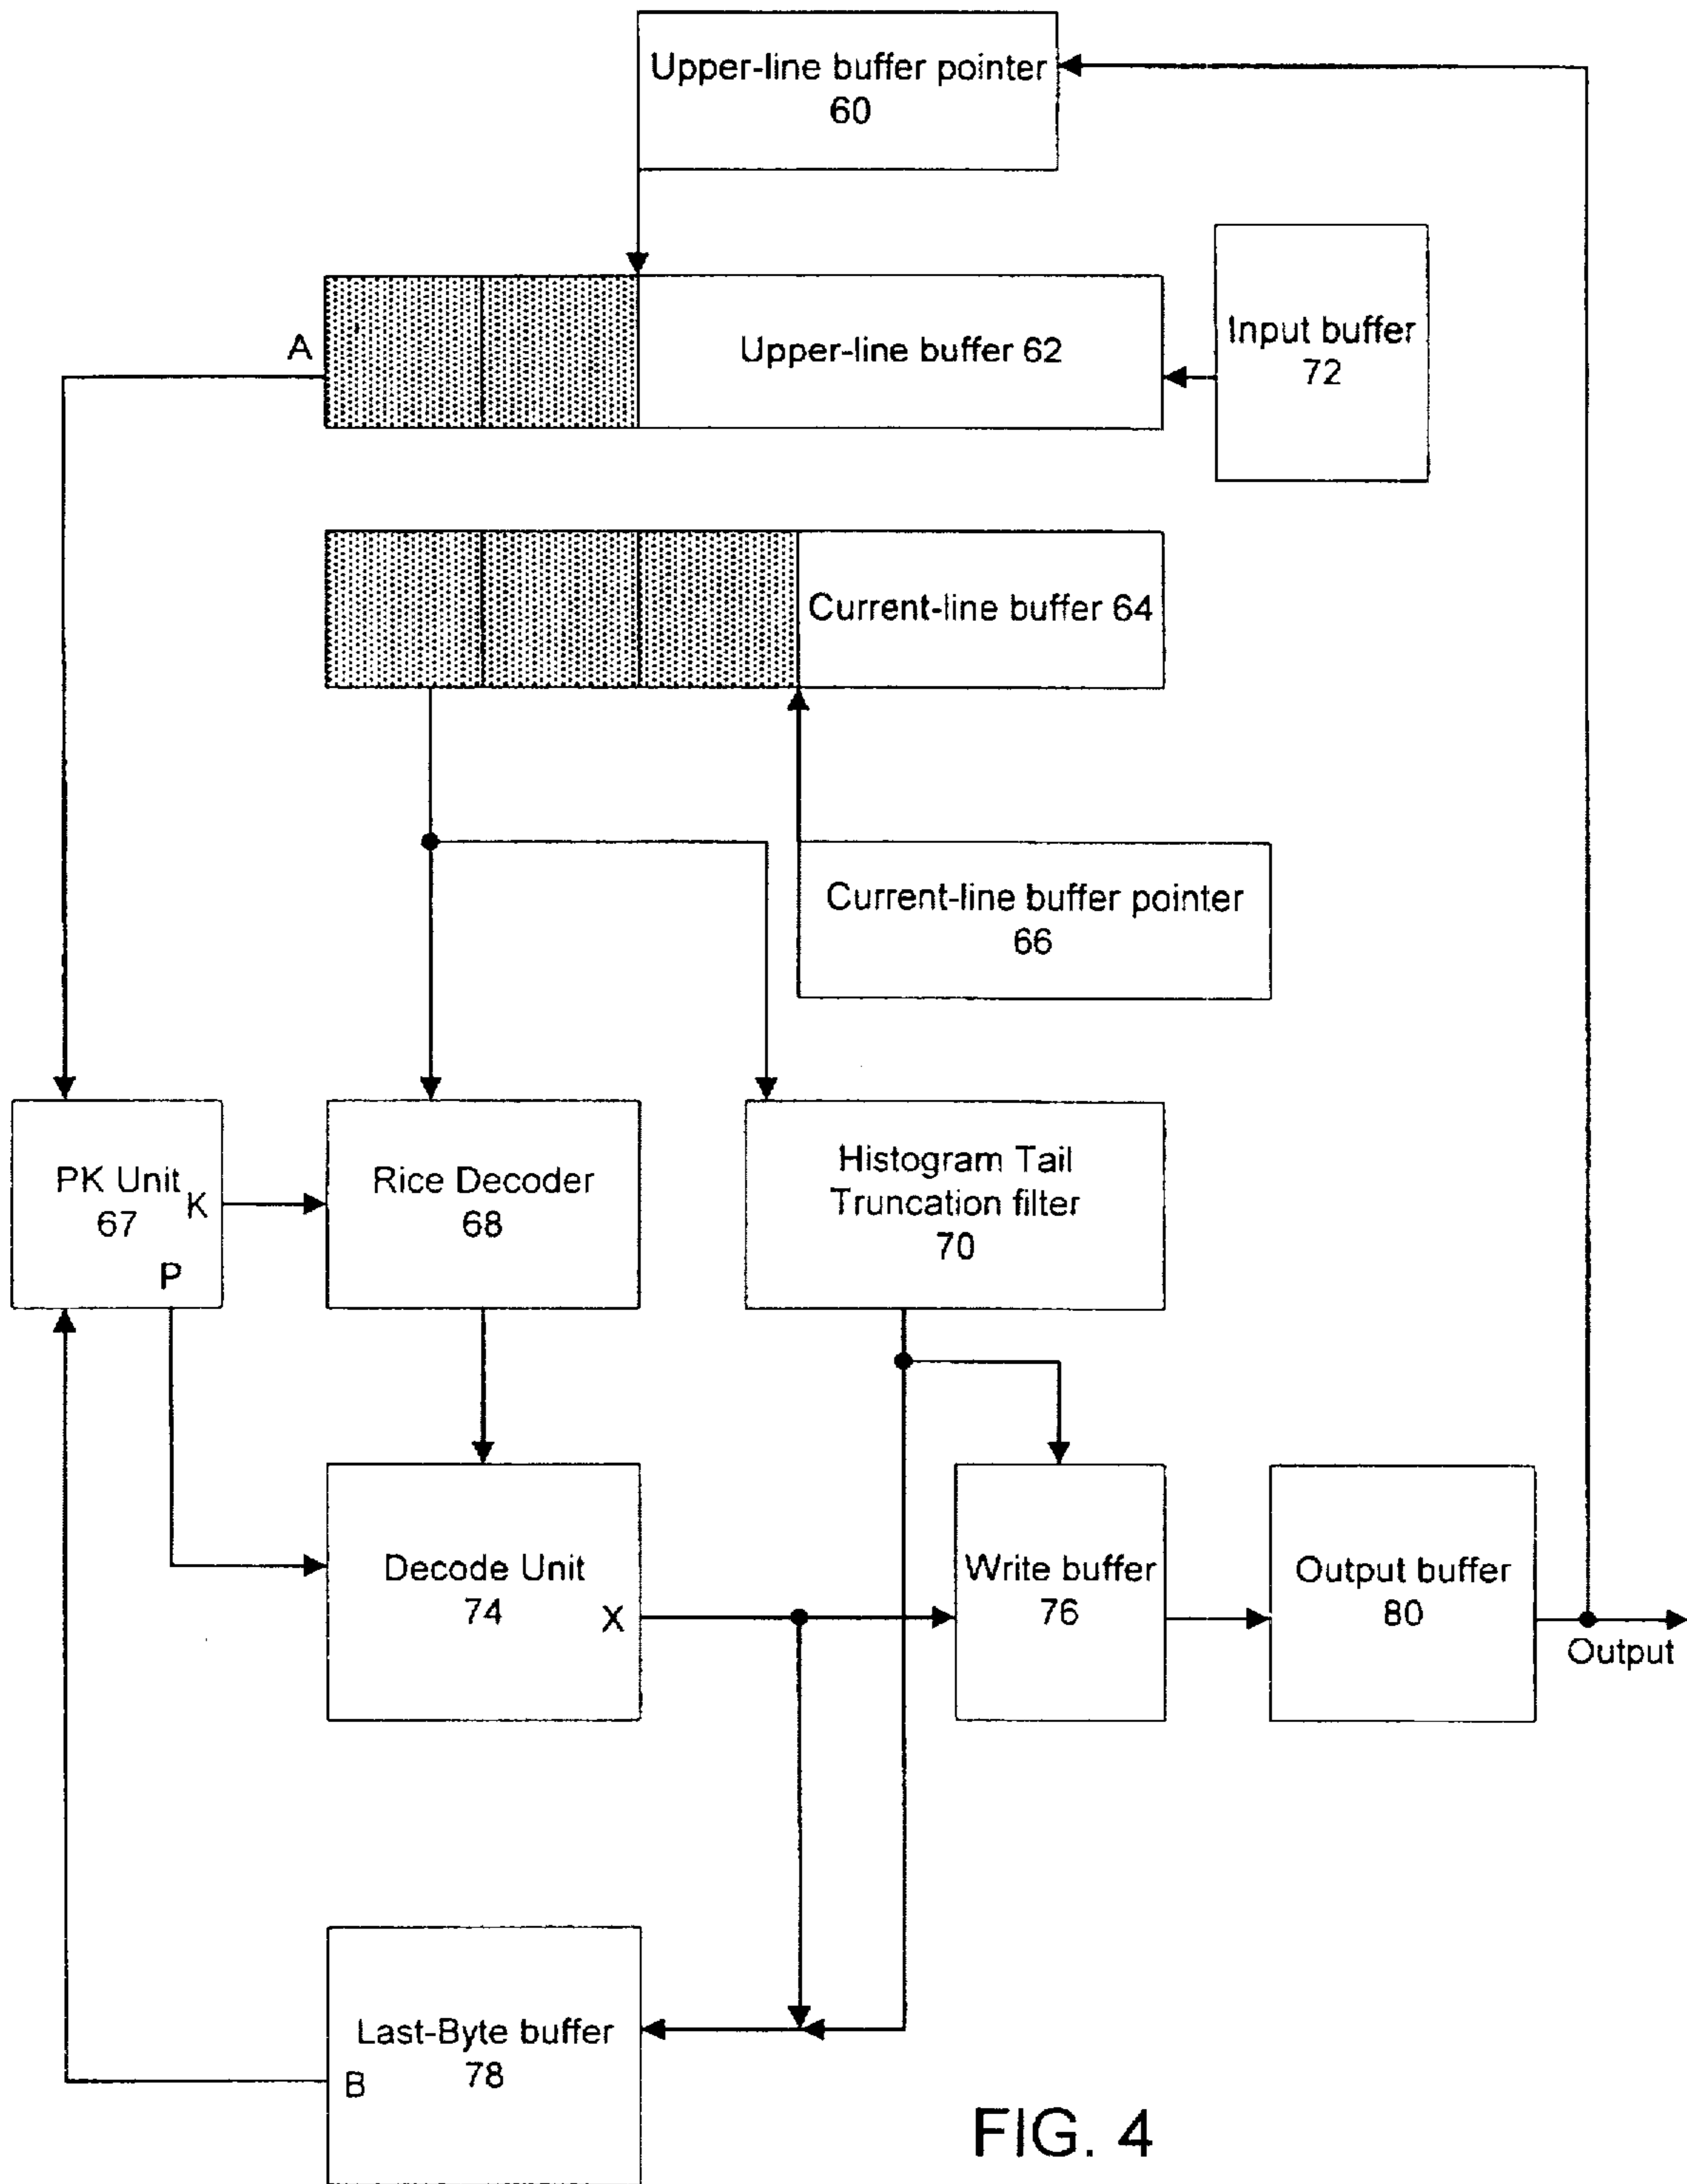 Upper-line buffer pointer
60
Input buffer
72
A
Upper-line buffer 62
Current-line buffer 64
Current-line buffer pointer
66
PK Unit
67
K
P
Rice Decoder
68
Histogram Tail
Truncation filter
70
Decode Unit
74
X
Write buffer
76
Output buffer
80
Output
Last-Byte buffer
78
B
FIG. 4